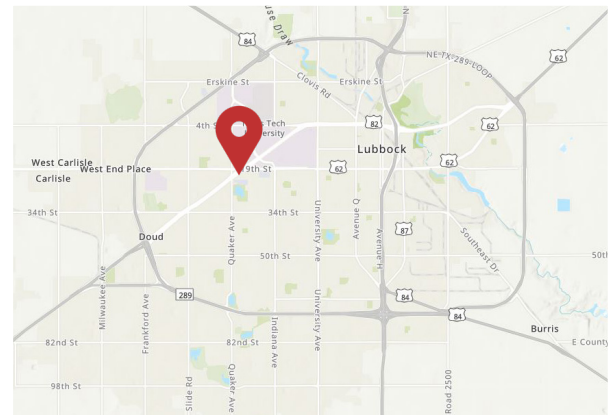 use Draw
84
NE TX-289-LOOP
62
Erskine St
Erskine St
Clovis Rd
4th S
Tech
82
62
University
Lubbock
West Carlisle
Carlisle
West End Place
9th St
62
62
34th St
34th St
Quaker Ave
University Ave
Avenue Q
Avenue H
87
Southeast Dr
Doud
50th St
50th
Milwaukee Ave
Frankford Ave
289
University Ave
84
84
Burris
82nd St
82nd St
Indiana Ave
E County
98th St
Slide Rd
Quaker Ave
Road 2500